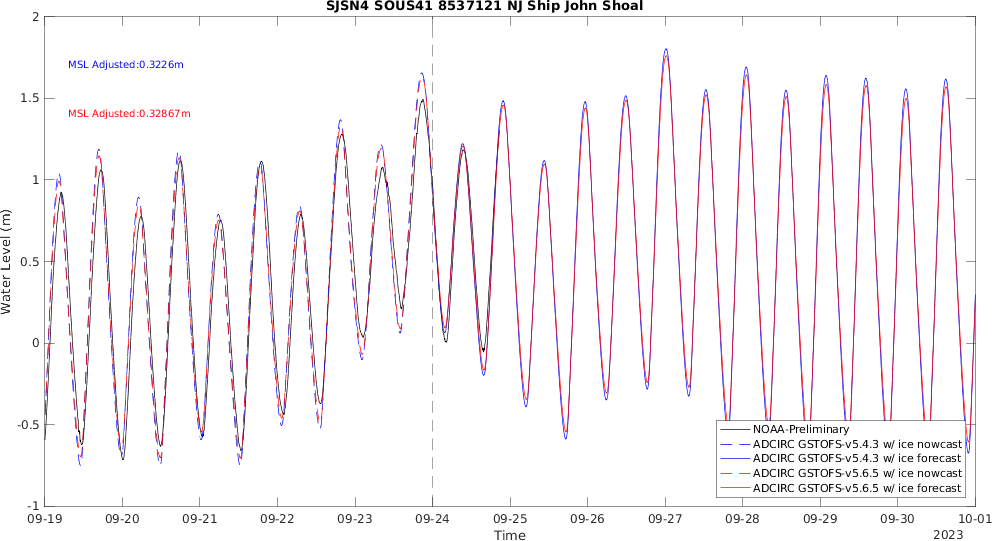 SJSN4 SOUS41 8537121 NJ Ship John Shoal
MSL Adjusted:0.3226m
MSL Adjusted:0.32867m
Water Level (m)
2
1.5
1
0.5
0
-0.5
-1
NOAA-Preliminary
ADCIRC GSTOFS-v5.4.3 w/ ice nowcast
ADCIRC GSTOFS-v5.4.3 w/ ice forecast
ADCIRC GSTOFS-v5.6.5 w/ ice nowcast
ADCIRC GSTOFS-v5.6.5 w/ ice forecast
09-19 09-20 09-21 09-22 09-23 09-24 09-25 09-26 09-27 09-28 09-29 09-30 10-01
Time
2023